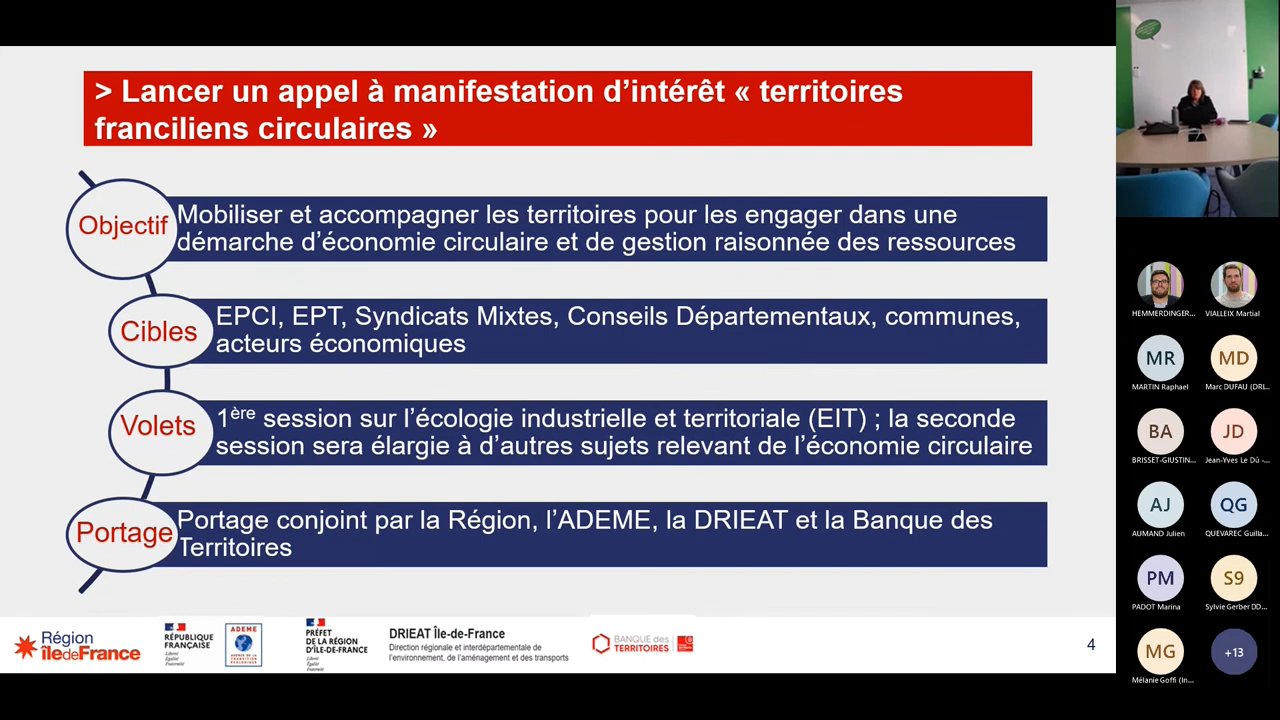 > Lancer un appel à manifestation d'intérêt « territoires
franciliens circulaires »
Objectif
Mobiliser et accompagner les territoires pour les engager dans une
démarche d'économie circulaire et de gestion raisonnée des ressources
Cibles
EPCI, EPT, Syndicats Mixtes, Conseils Départementaux, communes,
acteurs économiques
Volets
1ère session sur l'écologie industrielle et territoriale (EIT) ; la seconde
session sera élargie à d'autres sujets relevant de l'économie circulaire
Portage
Portage conjoint par la Région, l'ADEME, la DRIEAT et la Banque des
Territoires
Région
îledeFrance
RÉPUBLIQUE
FRANÇAISE
Liberté
Égalité
Fraternité
ADEME
AGENCE DE LA
TRANSITION
ÉCOLOGIQUE
PRÉFET
DE LA RÉGION
D'ÎLE-DE-FRANCE
Liberté
Égalité
Fraternité
DRIEAT Île-de-France
Direction régionale et interdépartementale de
l'environnement, de l'aménagement et des transports
BANQUE des
TERRITOIRES
4
HEMMERDINGER...
VIALLEIX Martial
MR
MARTIN Raphael
MD
Marc DUFAU (DRI...
BA
BRISSET-GIUSTIN...
JD
Jean-Yves Le Dû -...
AJ
AUMAND Julien
QG
QUEVAREC Guilla...
PM
PADOT Marina
S9
Sylvie Gerber DD...
MG
Mélanie Goffi (In...
+13